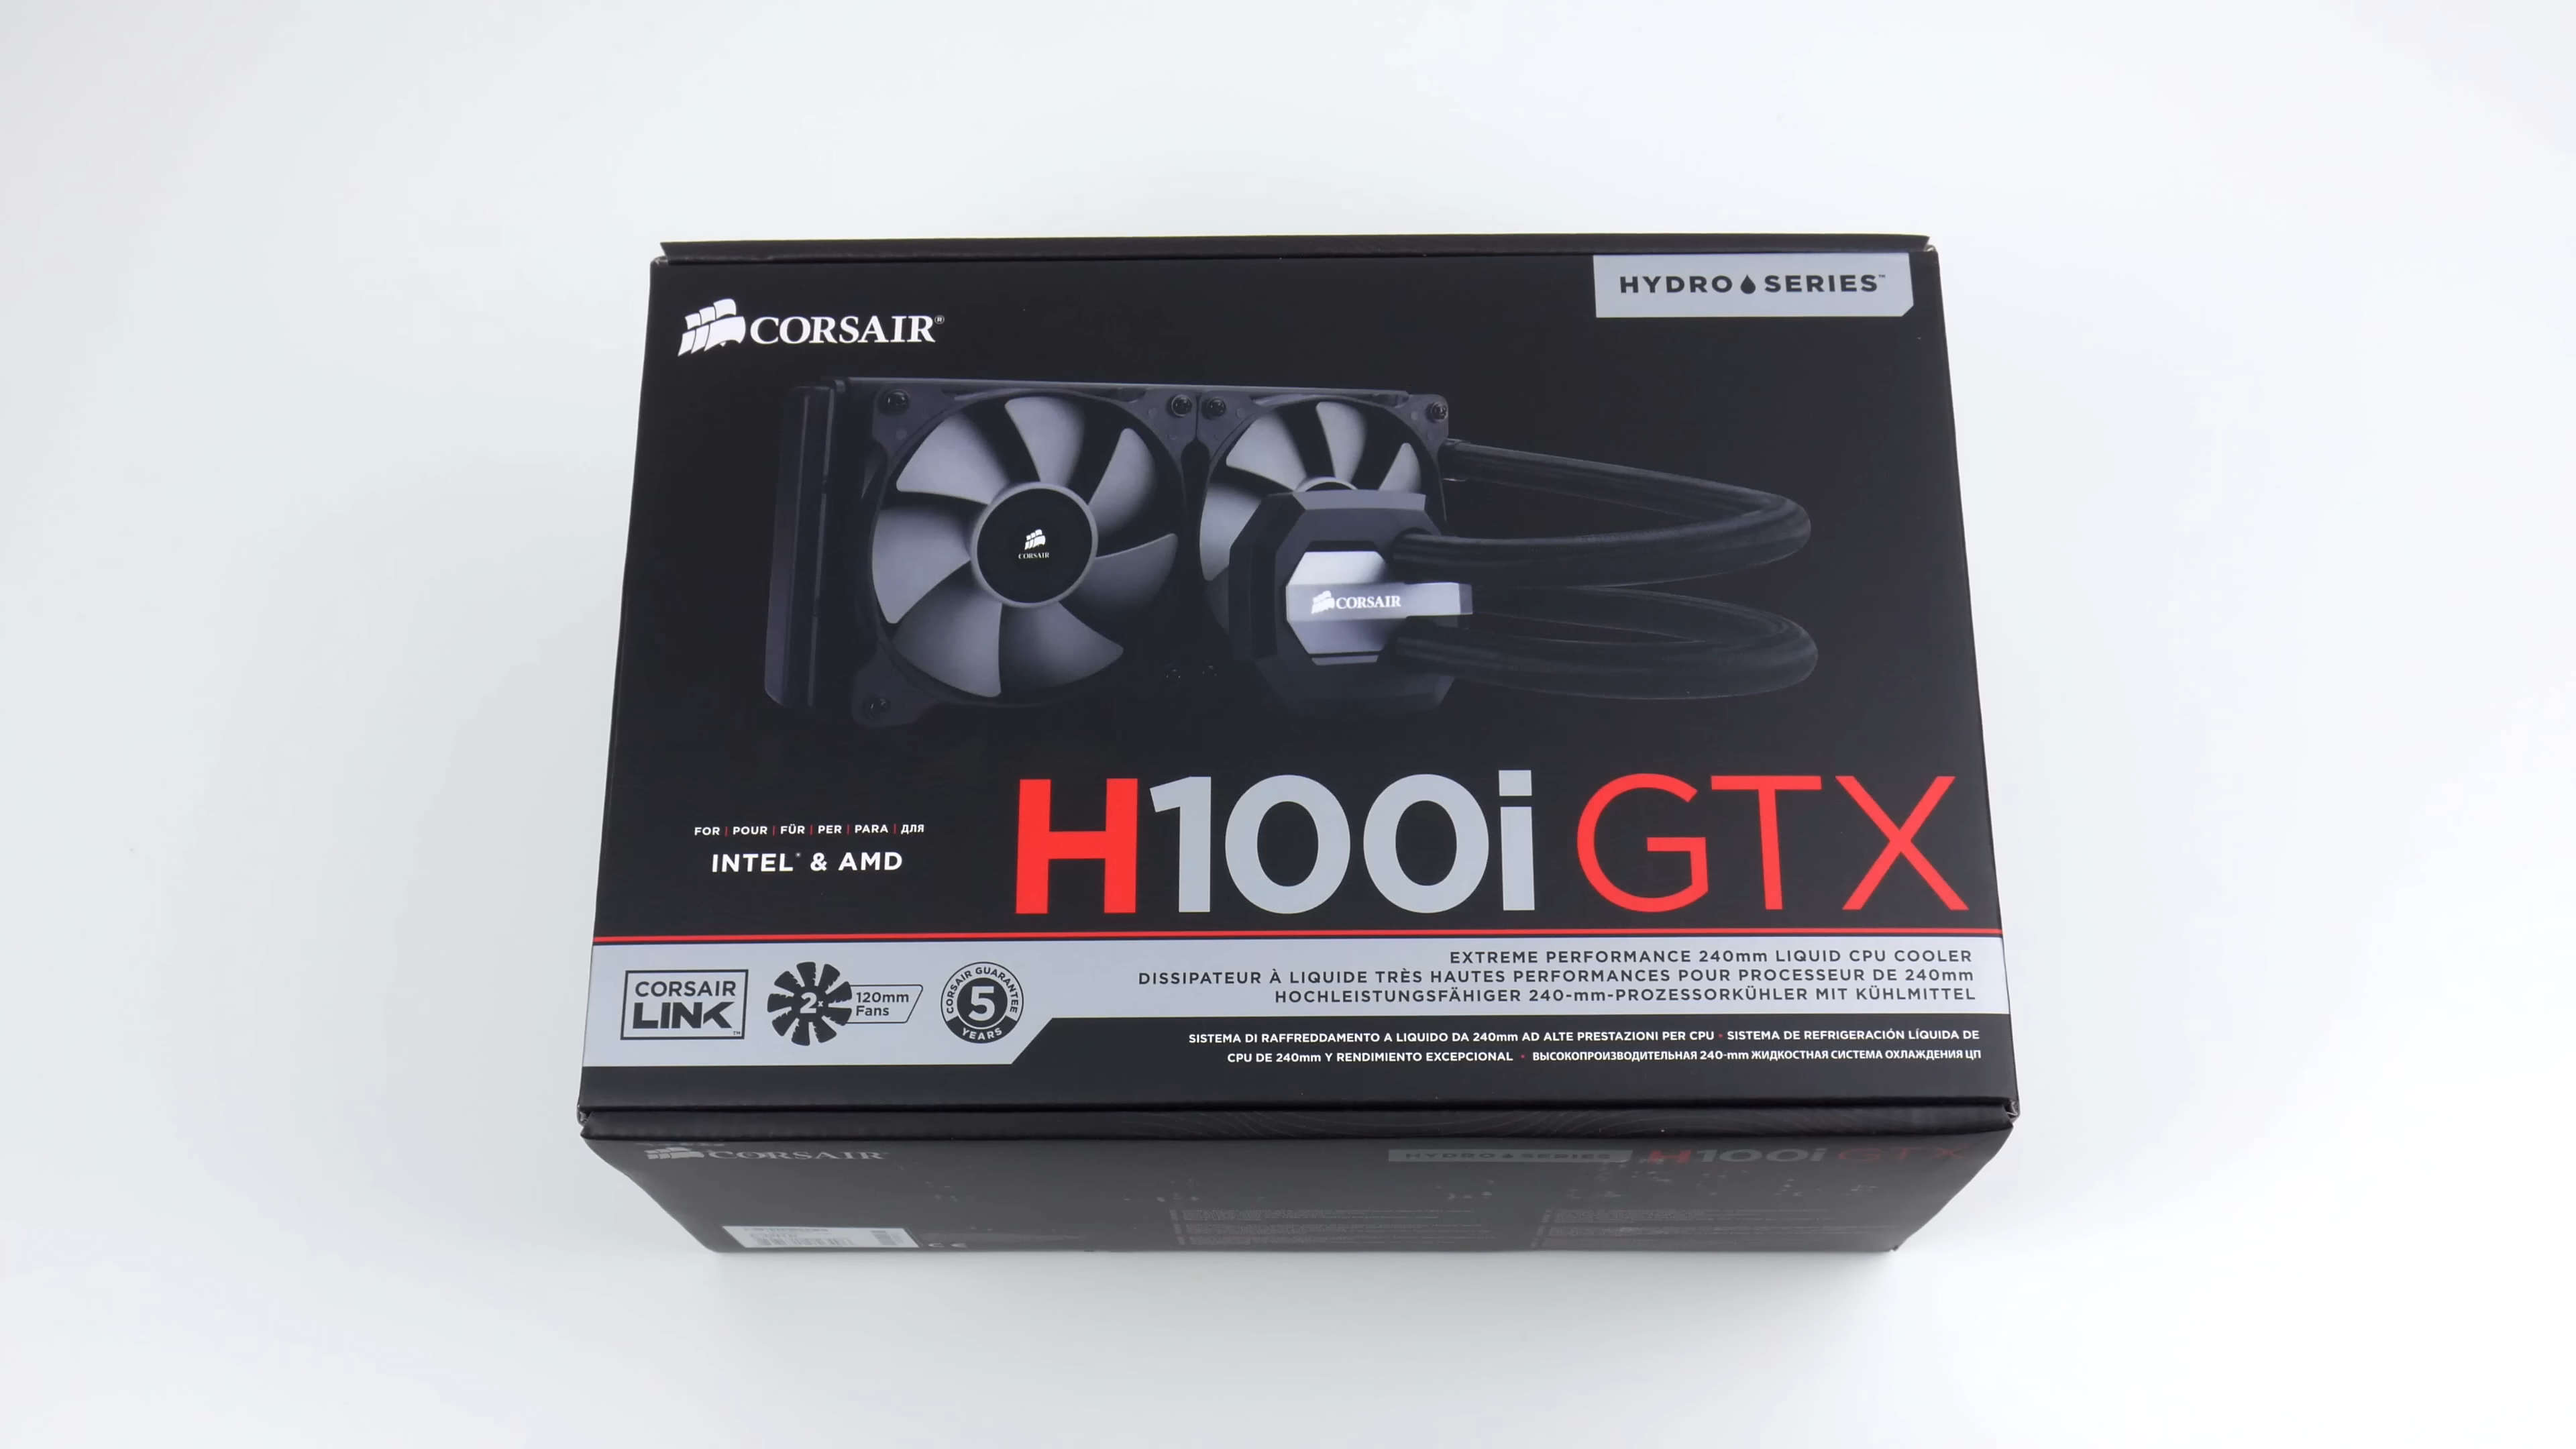 HYDRO SERIES™
CORSAIR®
CORSAIR
CORSAIR
H100i GTX
FOR | POUR | FÜR | PER | PARA | ДЛЯ
INTEL® & AMD
EXTREME PERFORMANCE 240mm LIQUID CPU COOLER
DISSIPATEUR À LIQUIDE TRÈS HAUTES PERFORMANCES POUR PROCESSEUR DE 240mm
HOCHLEISTUNGSFÄHIGER 240-mm-PROZESSORKÜHLER MIT KÜHLMITTEL
CORSAIR
LINK™
2x
120mm
Fans
CORSAIR GUARANTEE
5
YEARS
SISTEMA DI RAFFREDDAMENTO A LIQUIDO DA 240mm AD ALTE PRESTAZIONI PER CPU • SISTEMA DE REFRIGERACIÓN LÍQUIDA DE
CPU DE 240mm Y RENDIMIENTO EXCEPCIONAL • ВЫСОКОПРОИЗВОДИТЕЛЬНАЯ 240-mm ЖИДКОСТНАЯ СИСТЕМА ОХЛАЖДЕНИЯ ЦП
CORSAIR
HYDRO SERIES H100i GTX
CE